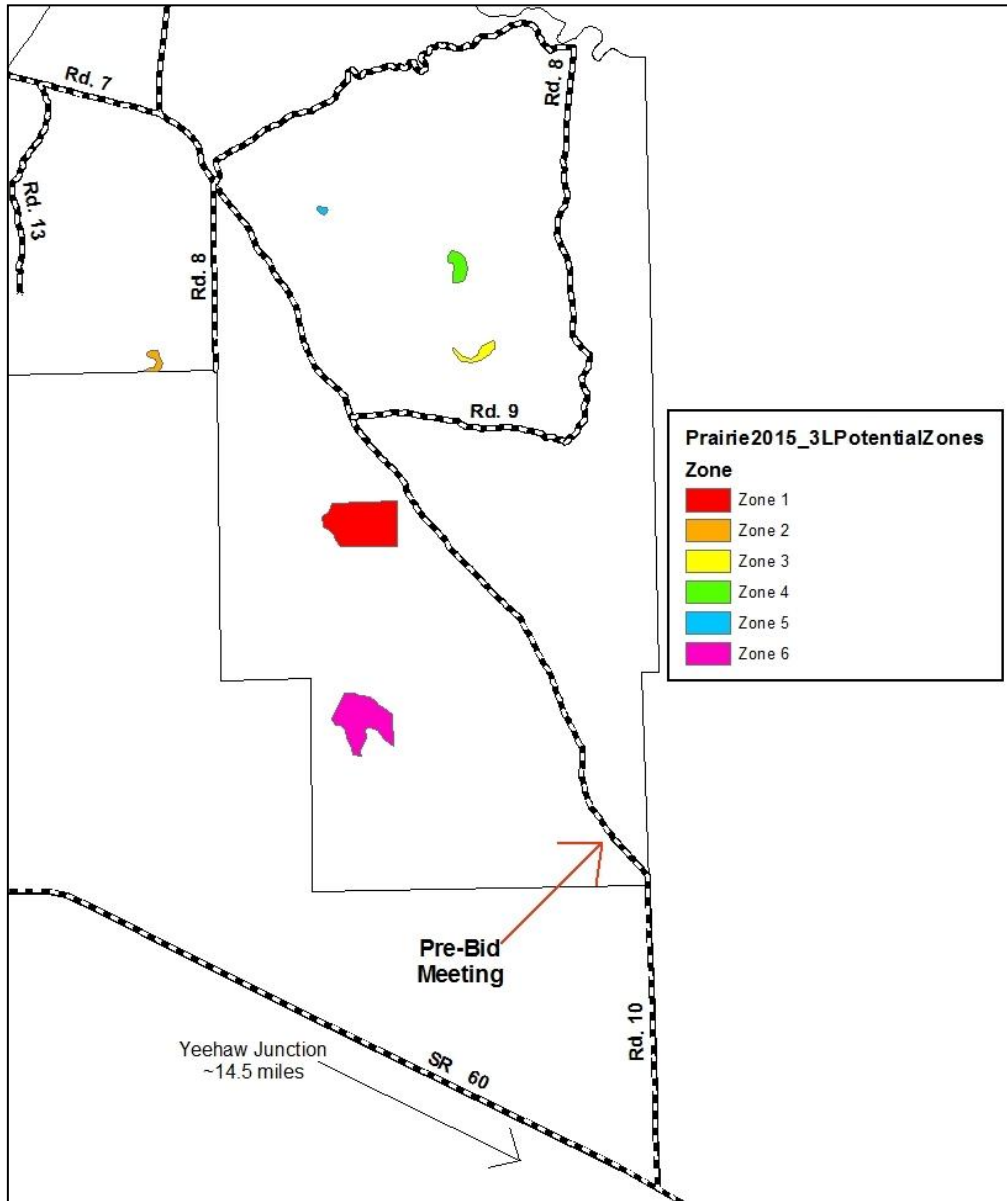 Rd. 7
Rd. 8
Rd. 13
Rd. 8
Rd. 9
Prairie2015_3LPotentialZones
Zone
Zone 1
Zone 2
Zone 3
Zone 4
Zone 5
Zone 6
Pre-Bid
Meeting
Rd. 10
Yeehaw Junction
~14.5 miles
SR 60